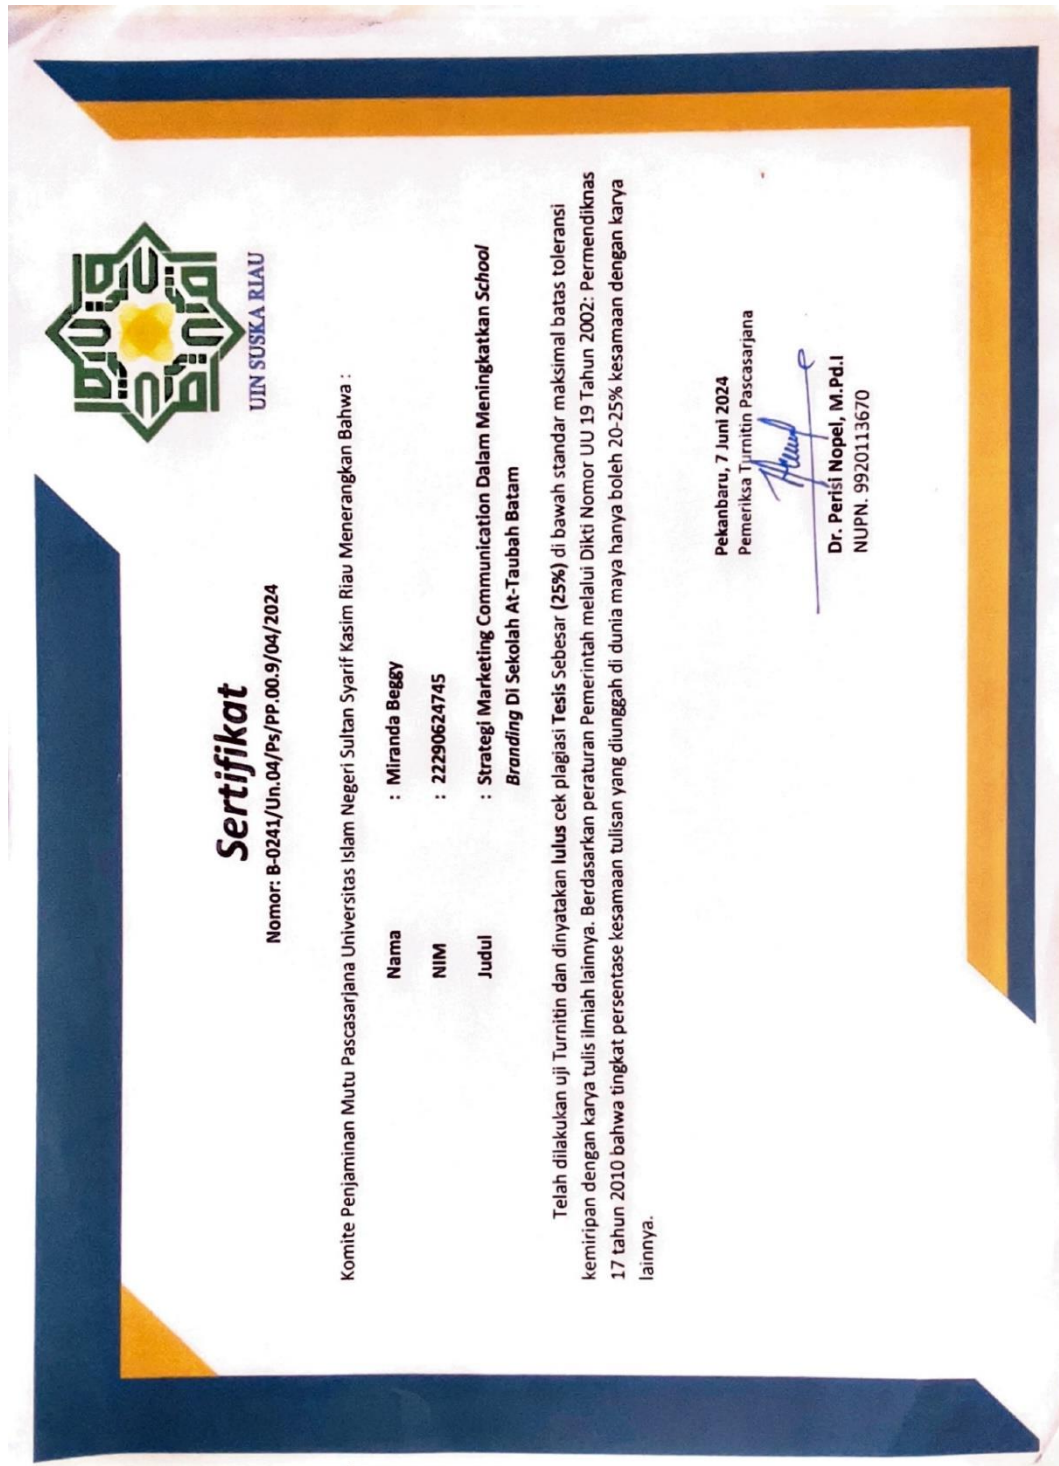 UIN SUSKA RIAU
Sertifikat
Nomor: B-0241/Un.04/Ps/PP.00.9/04/2024
Komite Penjaminan Mutu Pascasarjana Universitas Islam Negeri Sultan Syarif Kasim Riau Menerangkan Bahwa :
Nama : Miranda Beggy
NIM : 22290624745
Judul : Strategi Marketing Communication Dalam Meningkatkan School
Branding Di Sekolah At-Taubah Batam
Telah dilakukan uji Turnitin dan dinyatakan lulus cek plagiasi Tesis Sebesar (25%) di bawah standar maksimal batas toleransi
kemiripan dengan karya tulis ilmiah lainnya. Berdasarkan peraturan Pemerintah melalui Dikti Nomor UU 19 Tahun 2002: Permendiknas
17 tahun 2010 bahwa tingkat persentase kesamaan tulisan yang diunggah di dunia maya hanya boleh 20-25% kesamaan dengan karya
lainnya.
Pekanbaru, 7 Juni 2024
Pemeriksa Turnitin Pascasarjana
Dr. Perisi Nopel, M.Pd.I
NUPN. 9920113670